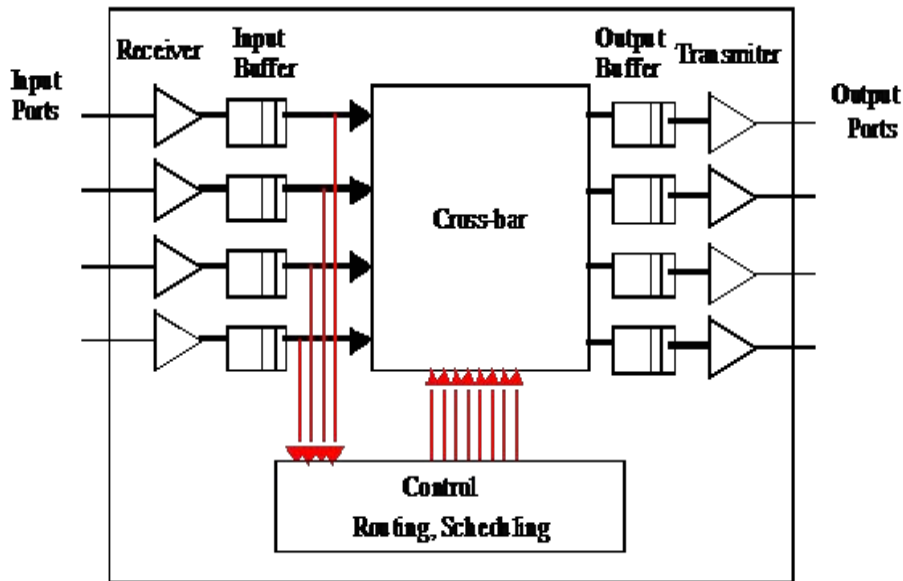 Receiver
Input
Buffer
Output
Buffer
Transmiter
Input
Ports
Output
Ports
Cross-bar
Control
Routing, Scheduling